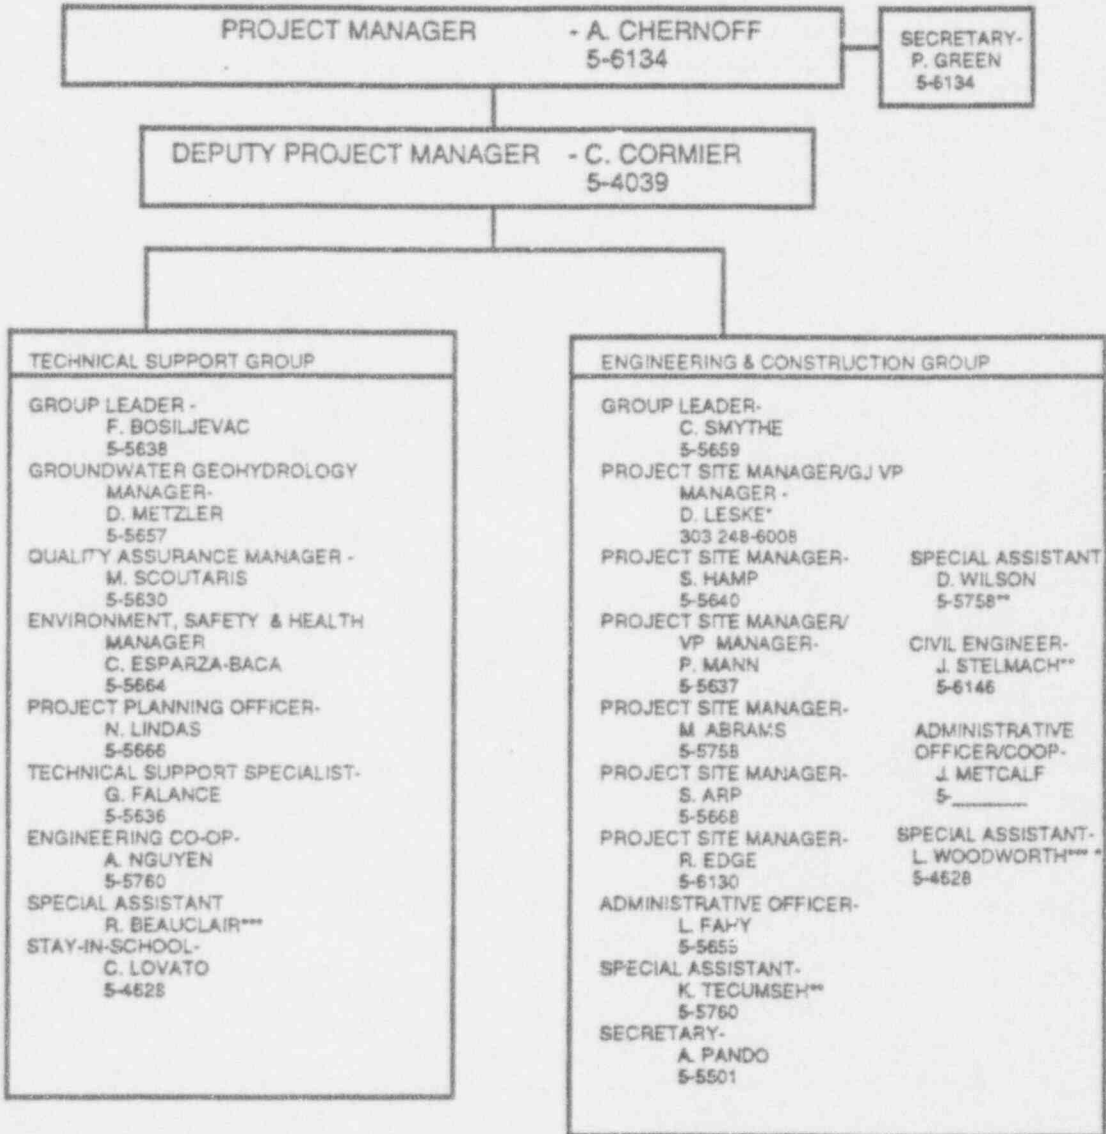 PROJECT MANAGER - A. CHERNOFF
5-6134
SECRETARY-
P. GREEN
5-6134
DEPUTY PROJECT MANAGER - C. CORMIER
5-4039
TECHNICAL SUPPORT GROUP
GROUP LEADER -
F. BOSILJEVAC
5-5638
GROUNDWATER GEOHYDROLOGY
MANAGER-
D. METZLER
5-5657
QUALITY ASSURANCE MANAGER -
M. SCOUTARIS
5-5630
ENVIRONMENT, SAFETY & HEALTH
MANAGER
C. ESPARZA-BACA
5-5664
PROJECT PLANNING OFFICER-
N. LINDAS
5-5666
TECHNICAL SUPPORT SPECIALIST-
G. FALANCE
5-5636
ENGINEERING CO-OP-
A. NGUYEN
5-5760
SPECIAL ASSISTANT
R. BEAUCLAIR***
STAY-IN-SCHOOL-
C. LOVATO
5-4628
ENGINEERING & CONSTRUCTION GROUP
GROUP LEADER-
C. SMYTHE
5-5659
PROJECT SITE MANAGER/GJ VP
MANAGER -
D. LESKE*
303 248-6008
PROJECT SITE MANAGER-
S. HAMP
5-5640
PROJECT SITE MANAGER/
VP MANAGER-
P. MANN
5-5637
PROJECT SITE MANAGER-
M. ABRAMS
5-5758
PROJECT SITE MANAGER-
S. ARP
5-5668
PROJECT SITE MANAGER-
R. EDGE
5-6130
ADMINISTRATIVE OFFICER-
L. FAHY
5-5655
SPECIAL ASSISTANT-
K. TECUMSEH**
5-5760
SECRETARY-
A. PANDO
5-5501
SPECIAL ASSISTANT
D. WILSON
5-5758**
CIVIL ENGINEER-
J. STELMACH**
5-6146
ADMINISTRATIVE
OFFICER/COOP-
J. METCALF
5-________
SPECIAL ASSISTANT-
L. WOODWORTH*** *
5-4628